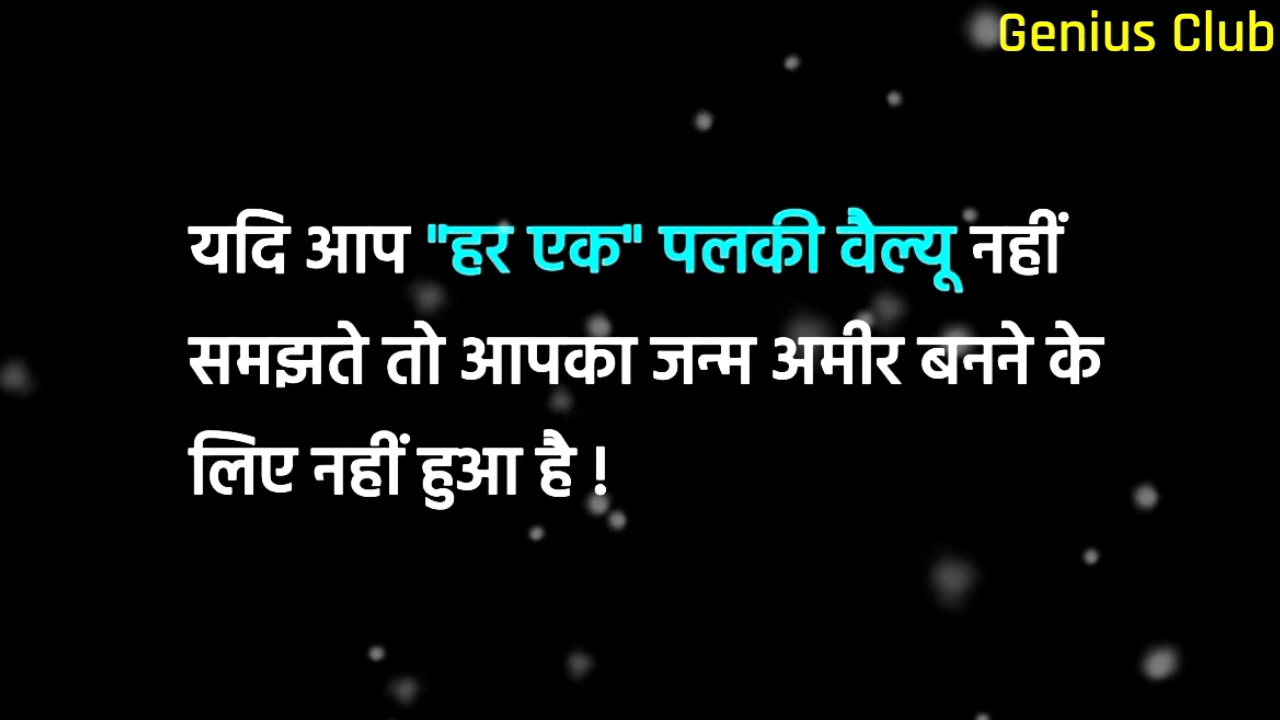 Genius Club
यदि आप "हर एक" पलकी वैल्यू नहीं
समझते तो आपका जन्म अमीर बनने के
लिए नहीं हुआ है !